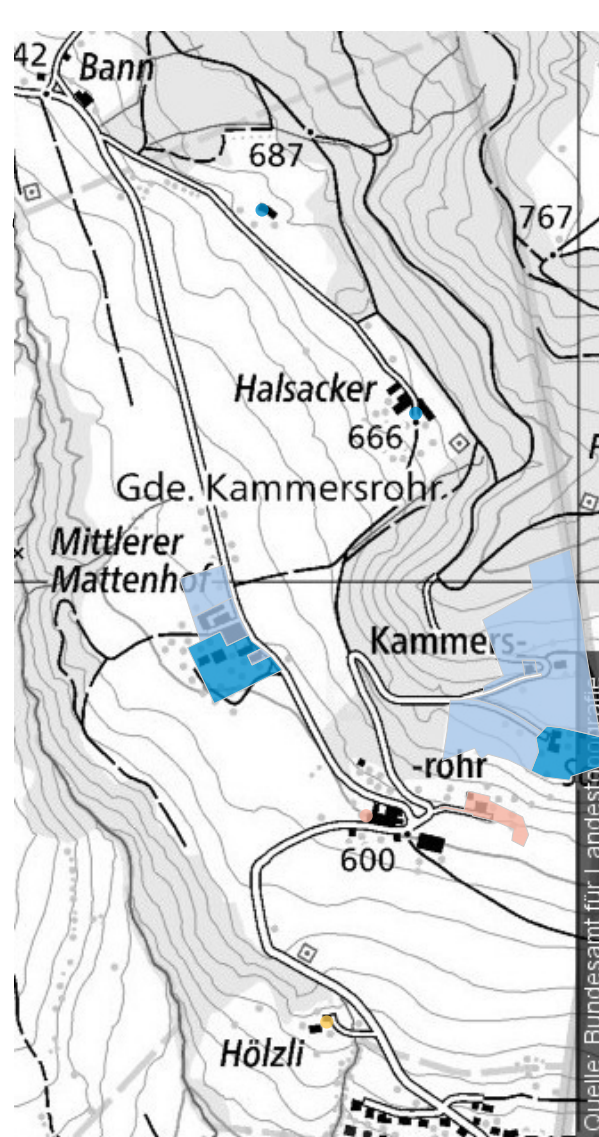 42
Bann
687
767
Halsacker
666
Gde. Kammersrohr
Mittlerer
Mattenhof
Kammers-
-rohr
600
Hölzli
Quelle: Bundesamt für Landestopografie